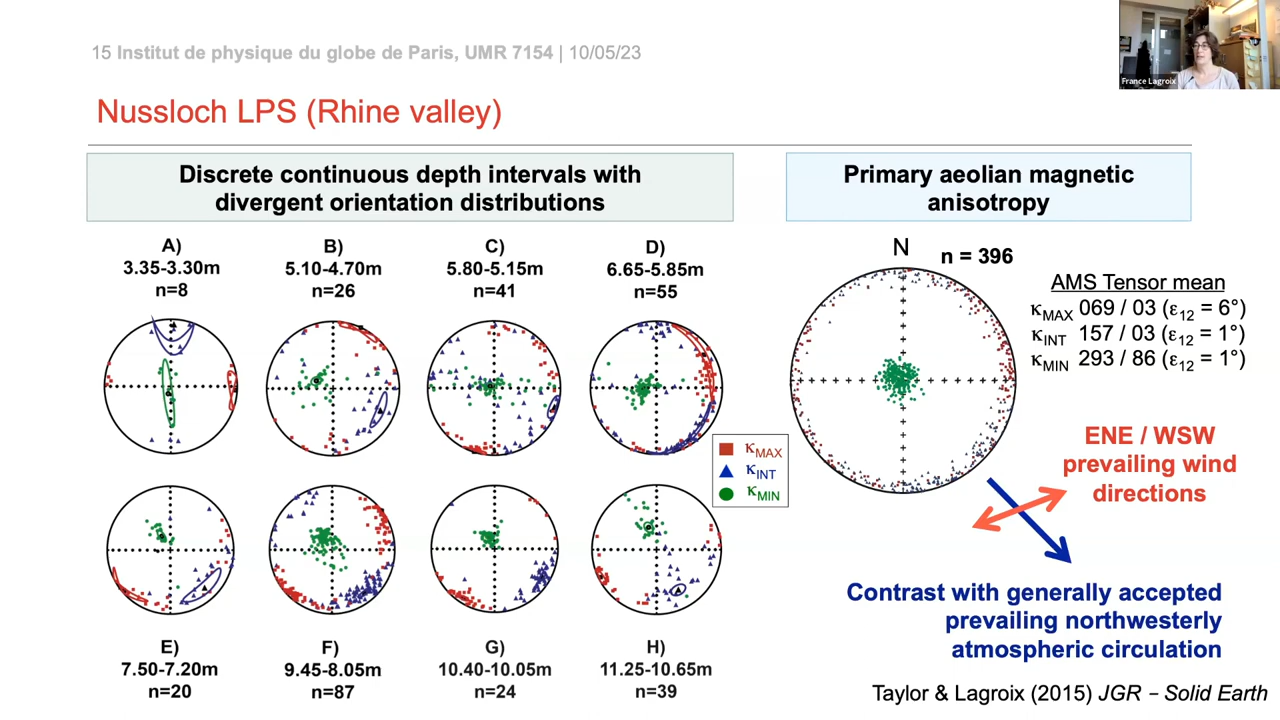 15 Institut de physique du globe de Paris, UMR 7154 | 10/05/23
France Lagroix
Nussloch LPS (Rhine valley)
Discrete continuous depth intervals with
divergent orientation distributions
A)
3.35-3.30m
n=8
B)
5.10-4.70m
n=26
C)
5.80-5.15m
n=41
D)
6.65-5.85m
n=55
κMAX
κINT
κMIN
E)
7.50-7.20m
n=20
F)
9.45-8.05m
n=87
G)
10.40-10.05m
n=24
H)
11.25-10.65m
n=39
Primary aeolian magnetic
anisotropy
N
n = 396
AMS Tensor mean
κMAX 069 / 03 (ε12 = 6°)
κINT 157 / 03 (ε12 = 1°)
κMIN 293 / 86 (ε12 = 1°)
ENE / WSW
prevailing wind
directions
Contrast with generally accepted
prevailing northwesterly
atmospheric circulation
Taylor & Lagroix (2015) JGR – Solid Earth